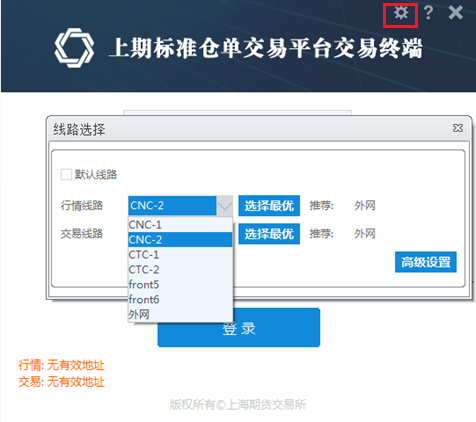 上期标准仓单交易平台交易终端
线路选择
默认线路
行情线路 CNC-2 选择最优 推荐: 外网
交易线路 选择最优 推荐: 外网
CNC-1
CNC-2
CTC-1
CTC-2
front5
front6
外网
高级设置
登 录
行情: 无有效地址
交易: 无有效地址
版权所有©上海期货交易所